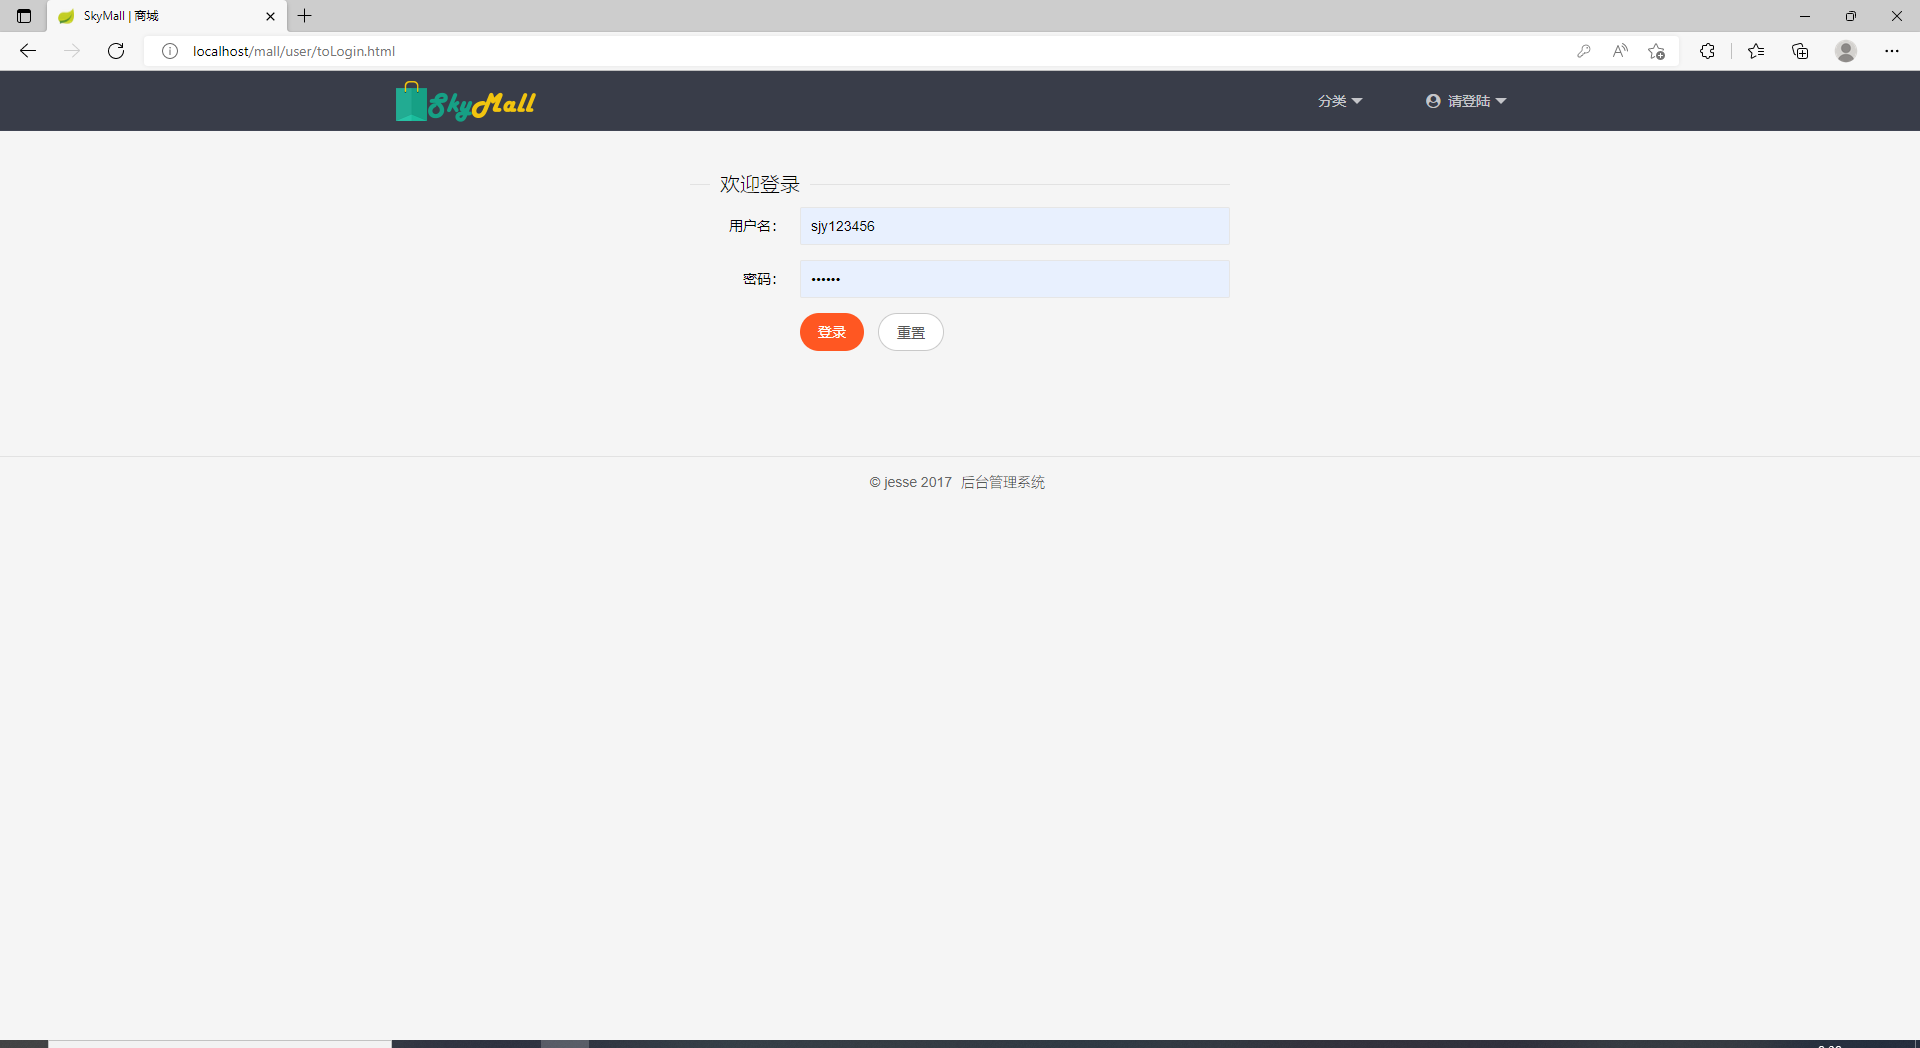 SkyMall | 商城
localhost/mall/user/toLogin.html
SkyMall
分类
请登陆
欢迎登录
用户名：
sjy123456
密码：
••••••
登录
重置
© jesse 2017 后台管理系统